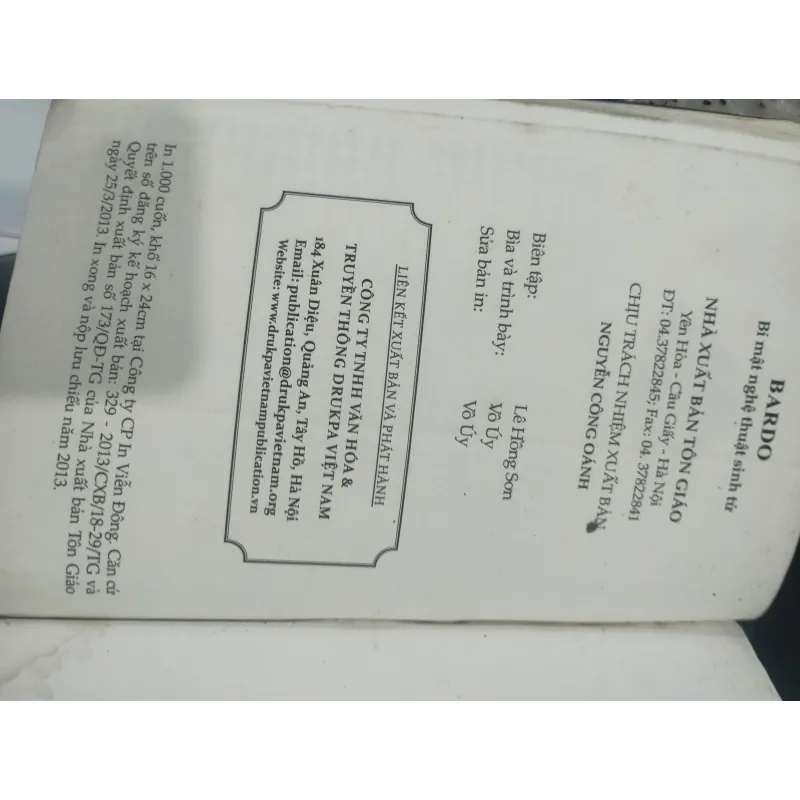 BARDO
Bí mật nghệ thuật sinh tử
NHÀ XUẤT BẢN TÔN GIÁO
Yên Hòa - Cầu Giấy - Hà Nội
ĐT: 04.37822845; Fax: 04. 37822841
CHỊU TRÁCH NHIỆM XUẤT BẢN
NGUYỄN CÔNG OÁNH
Biên tập: Lê Hồng Sơn
Bìa và trình bày: Võ Úy
Sửa bản in: Võ Úy
LIÊN KẾT XUẤT BẢN VÀ PHÁT HÀNH
CÔNG TY TNHH VĂN HÓA &
TRUYỀN THÔNG DRUKPA VIỆT NAM
184 Xuân Diệu, Quảng An, Tây Hồ, Hà Nội
Email: publication@drukpavietnam.org
Website: www.drukpavietnampublication.vn
In 1.000 cuốn, khổ 16 x 24cm tại Công ty CP In Viễn Đông. Căn cứ
trên số đăng ký kế hoạch xuất bản: 329 - 2013/CXB/18-29/TG và
Quyết định xuất bản số 173/QĐ-TG của Nhà xuất bản Tôn Giáo
ngày 25/3/2013. In xong và nộp lưu chiểu năm 2013.